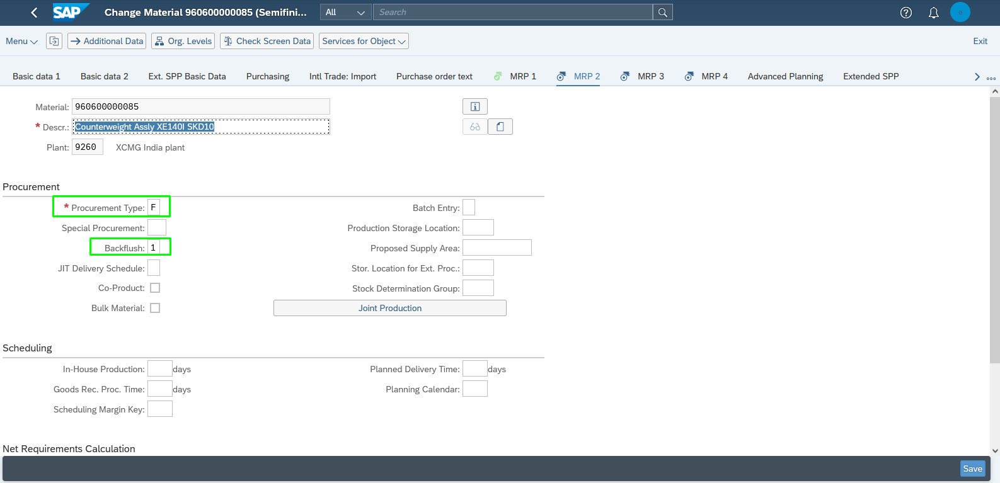 SAP Change Material 960600000085 (Semifini... All Search
Menu Additional Data Org. Levels Check Screen Data Services for Object Exit
Basic data 1 Basic data 2 Ext. SPP Basic Data Purchasing Intl Trade: Import Purchase order text MRP 1 MRP 2 MRP 3 MRP 4 Advanced Planning Extended SPP
Material: 960600000085
* Descr.: Counterweight Assly XE140I SKD10
Plant: 9260 XCMG India plant
Procurement
* Procurement Type: F Batch Entry:
Special Procurement: Production Storage Location:
Backflush: 1 Proposed Supply Area:
JIT Delivery Schedule: Stor. Location for Ext. Proc.:
Co-Product: Stock Determination Group:
Bulk Material: Joint Production
Scheduling
In-House Production: days Planned Delivery Time: days
Goods Rec. Proc. Time: days Planning Calendar:
Scheduling Margin Key:
Net Requirements Calculation
Save